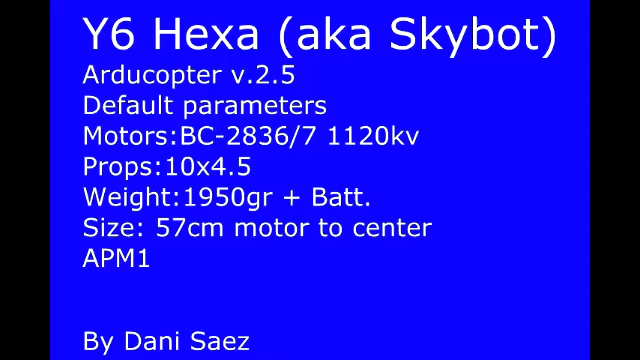 Y6 Hexa (aka Skybot)
Arducopter v.2.5
Default parameters
Motors:BC-2836/7 1120kv
Props:10x4.5
Weight:1950gr + Batt.
Size: 57cm motor to center
APM1
By Dani Saez